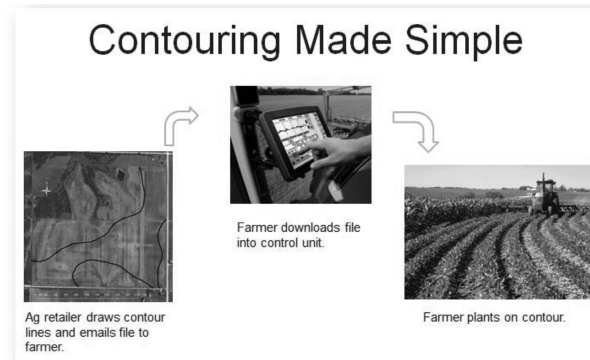 Contouring Made Simple
Ag retailer draws contour
lines and emails file to
farmer.
Farmer downloads file
into control unit.
Farmer plants on contour.